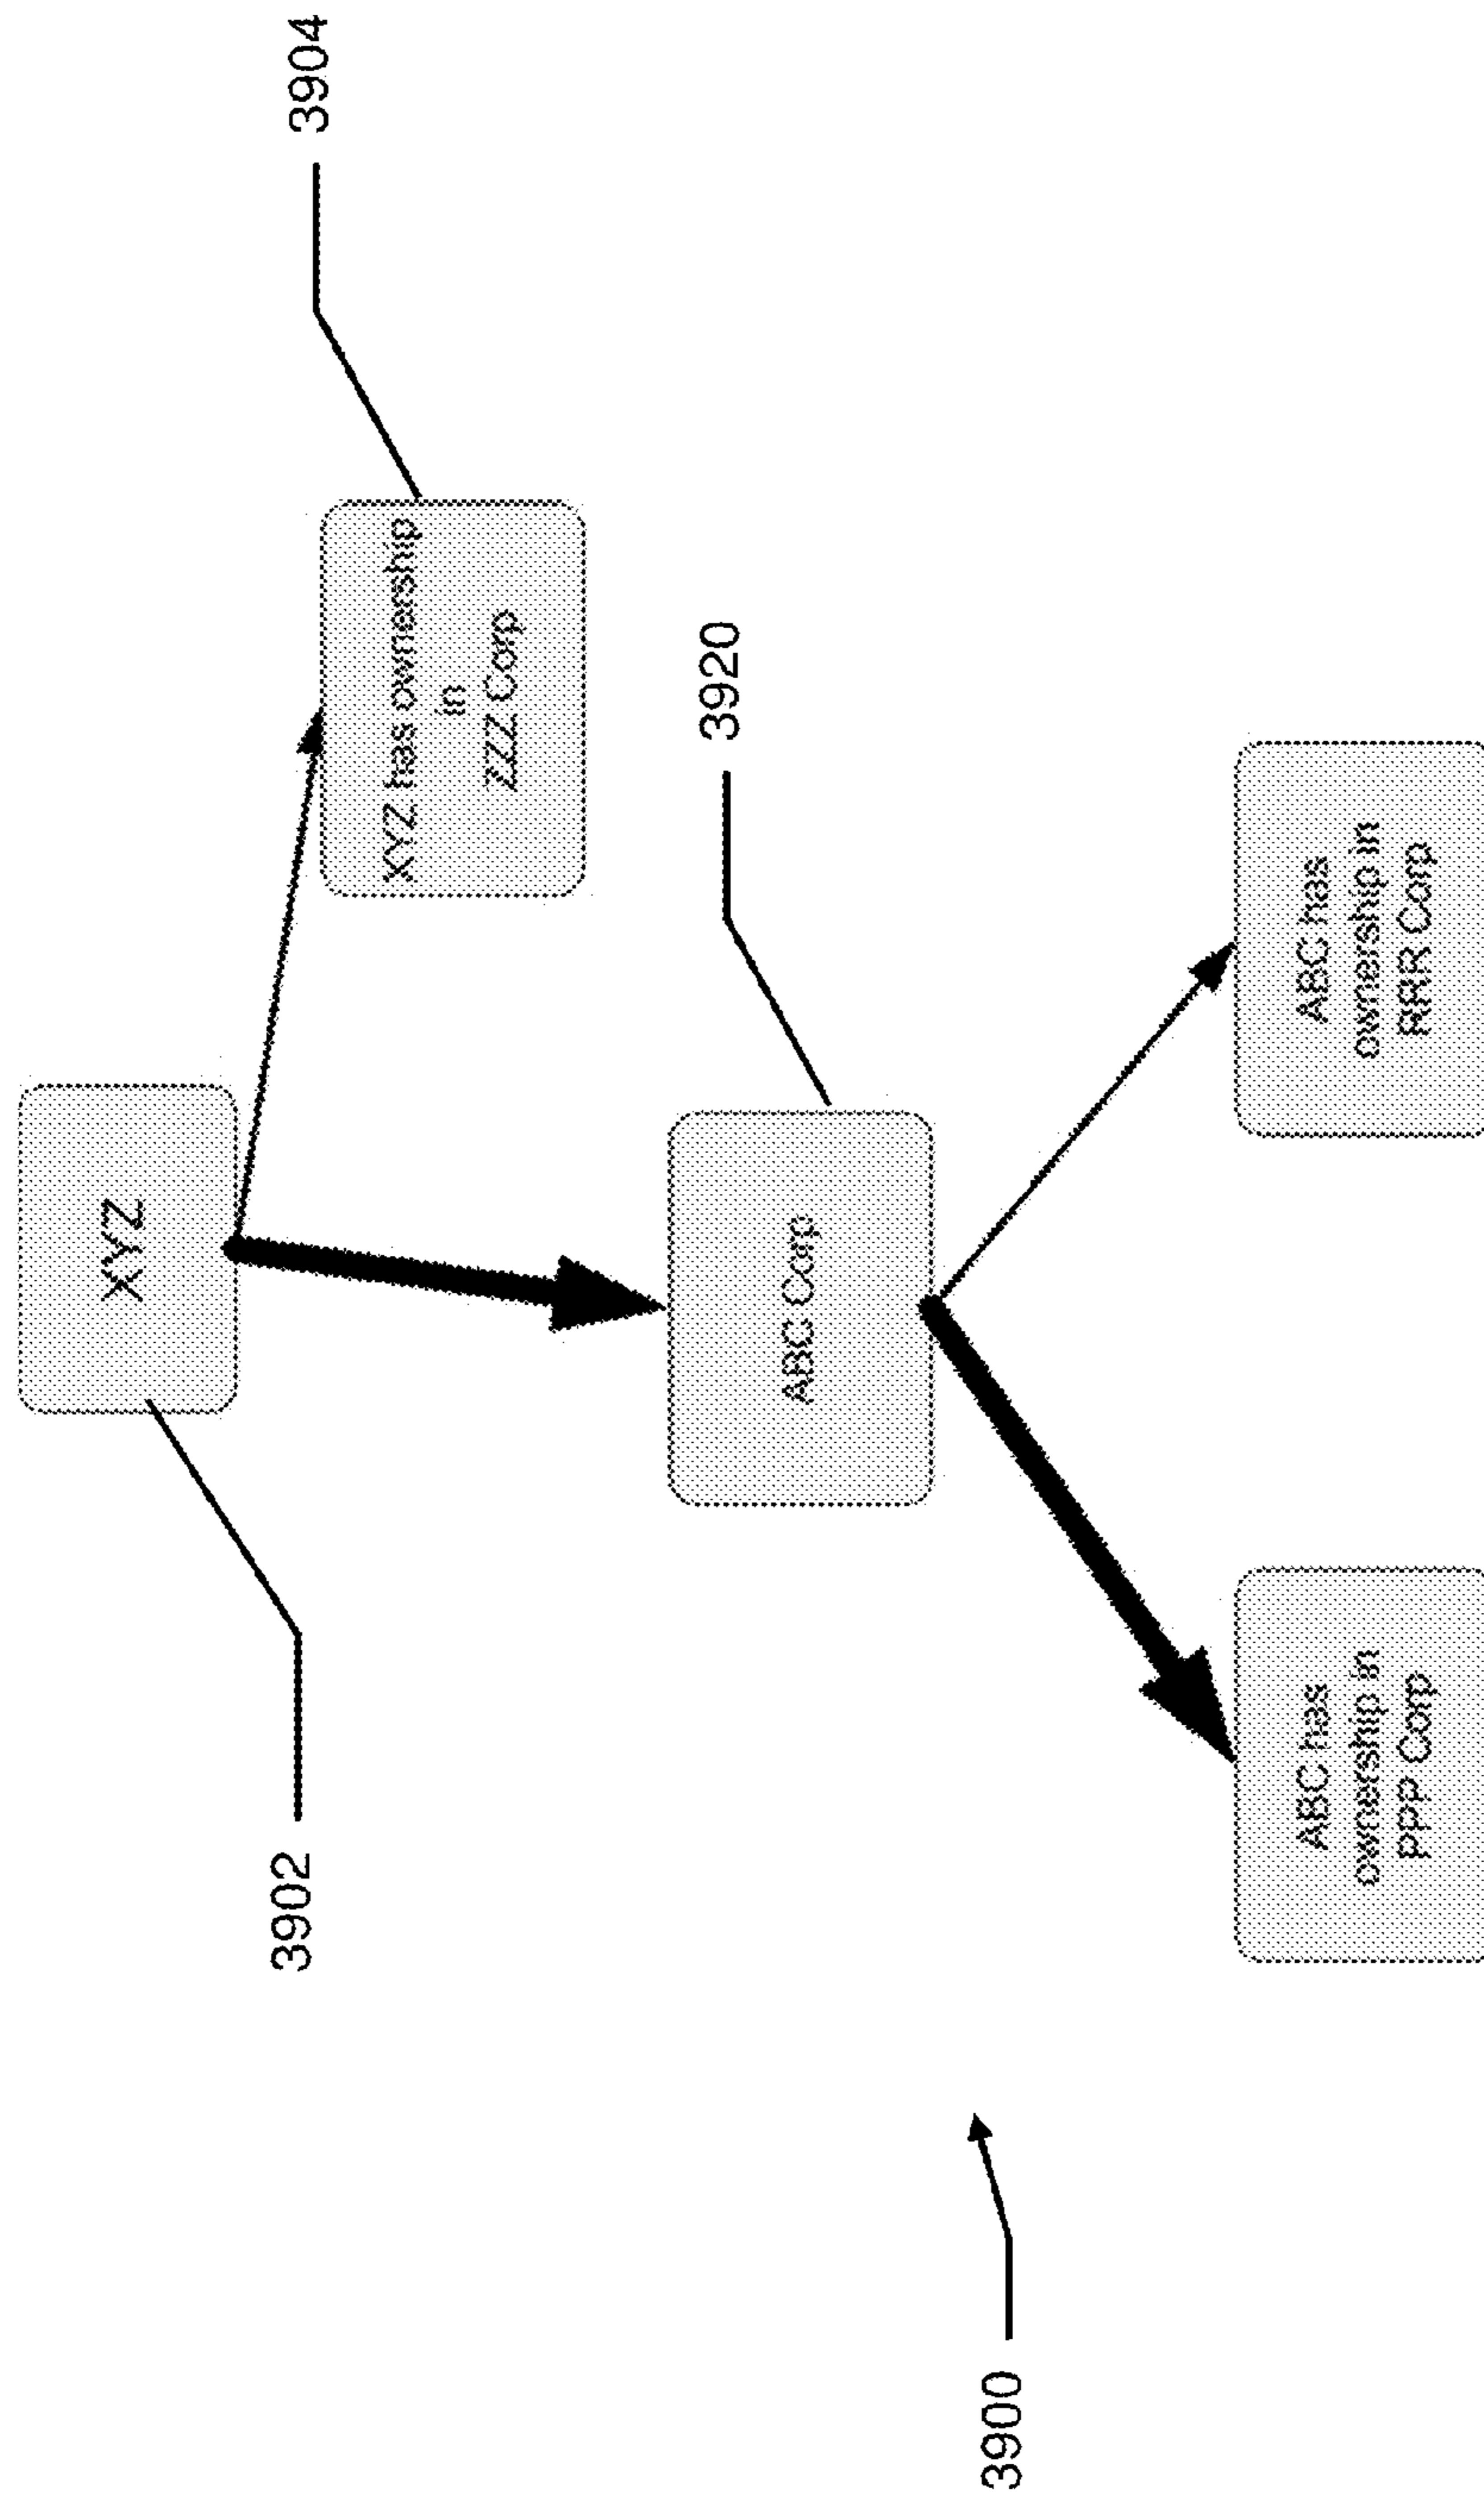 3902
XYZ
3904
XYZ has ownership
in
ZZZ Corp
3920
ABC Corp
3900
ABC has
ownership in
PPP Corp
ABC has
ownership in
RRR Corp